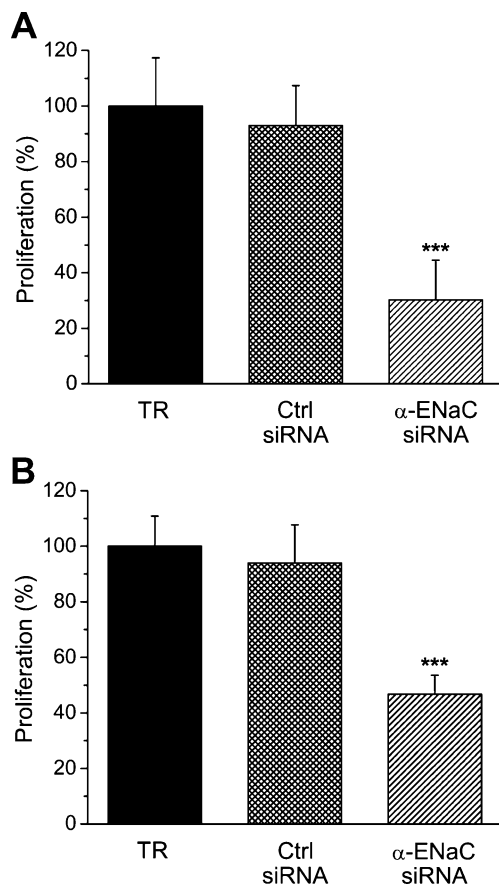 A
120
100
80
60
40
20
0
Proliferation (%)
***
TR
Ctrl
siRNA
α-ENaC
siRNA
B
120
100
80
60
40
20
0
Proliferation (%)
***
TR
Ctrl
siRNA
α-ENaC
siRNA